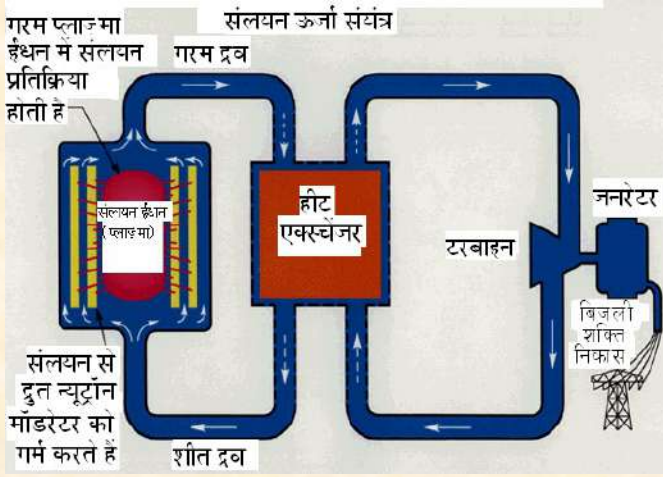 संलयन ऊर्जा संयंत्र
गरम प्लाज्मा
ईंधन में संलयन
प्रतिक्रिया
होती है
गरम द्रव
संलयन ईंधन
(प्लाज़्मा)
हीट
एक्स्चेंजर
टरबाइन
जनरेटर
बिजली
शक्ति
निकास
संलयन से
द्रुत न्यूट्रॉन
मॉडरेटर को
गर्म करते हैं
शीत द्रव